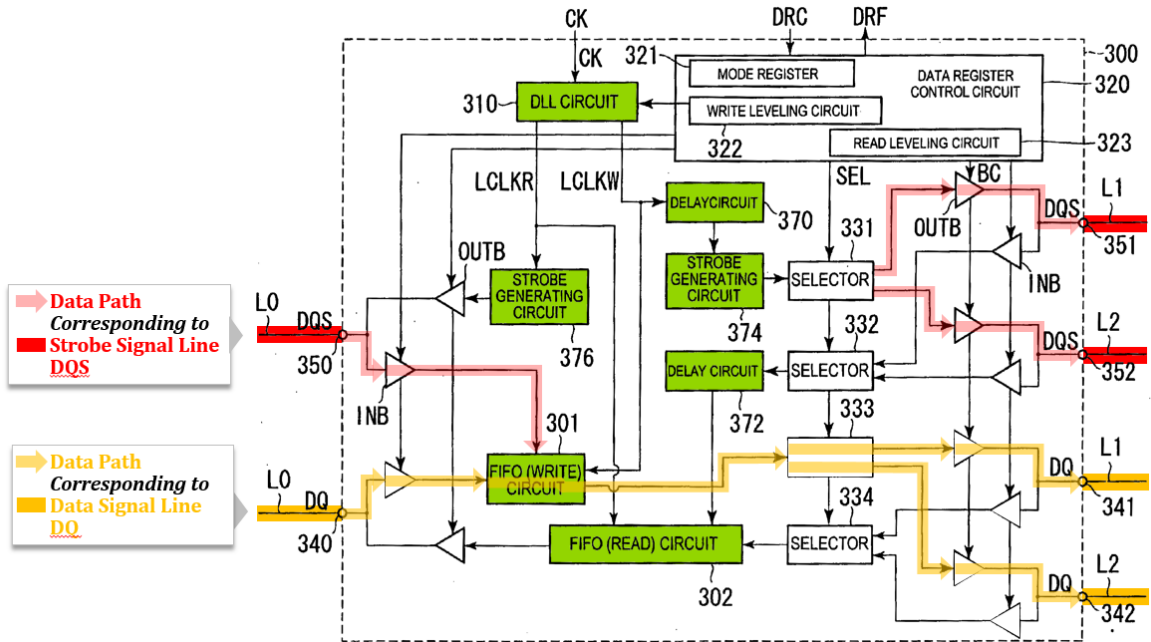 CK
DRC
DRF
CK
300
321
MODE REGISTER
DATA REGISTER
CONTROL CIRCUIT
320
310
DLL CIRCUIT
WRITE LEVELING CIRCUIT
322
READ LEVELING CIRCUIT
323
LCLKR
LCLKW
SEL
BC
L1
DELAYCIRCUIT
370
OUTB
DQS
351
331
OUTB
STROBE
GENERATING
CIRCUIT
376
STROBE
GENERATING
CIRCUIT
374
SELECTOR
INB
Data Path
Corresponding to
Strobe Signal Line
DQS
L0
DQS
350
332
L2
DQS
352
INB
DELAY CIRCUIT
372
SELECTOR
333
301
FIFO (WRITE)
CIRCUIT
Data Path
Corresponding to
Data Signal Line
DQ
L0
DQ
340
L1
DQ
341
334
FIFO (READ) CIRCUIT
302
SELECTOR
L2
DQ
342